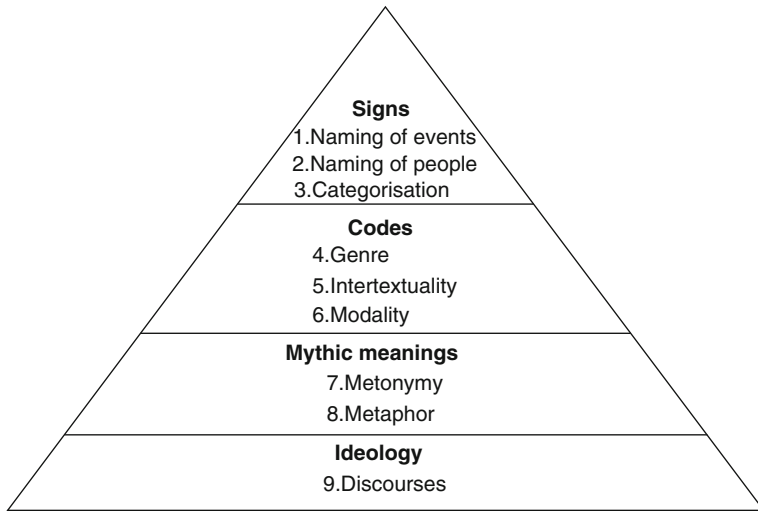 Signs
1.Naming of events
2.Naming of people
3.Categorisation
Codes
4.Genre
5.Intertextuality
6.Modality
Mythic meanings
7.Metonymy
8.Metaphor
Ideology
9.Discourses